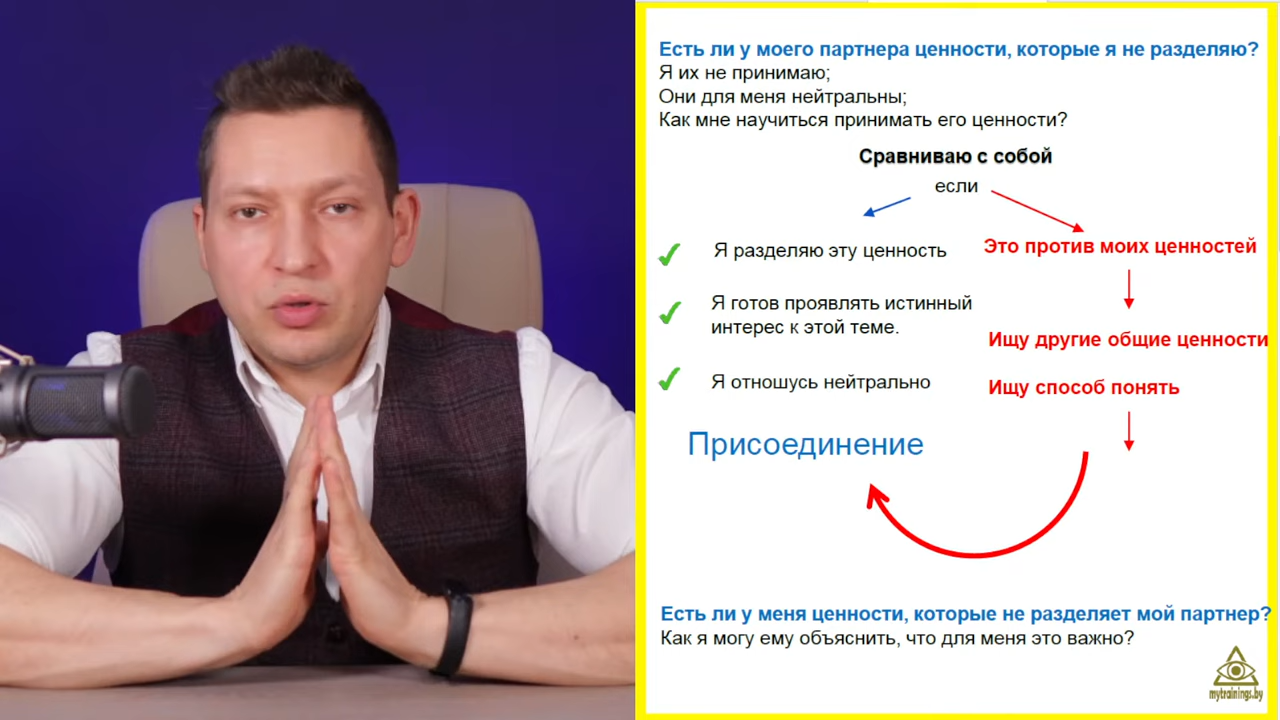 Есть ли у моего партнера ценности, которые я не разделяю?
Я их не принимаю;
Они для меня нейтральны;
Как мне научиться принимать его ценности?
Сравниваю с собой
если
Я разделяю эту ценность
Это против моих ценностей
Я готов проявлять истинный
интерес к этой теме.
Ищу другие общие ценности
Я отношусь нейтрально
Ищу способ понять
Присоединение
Есть ли у меня ценности, которые не разделяет мой партнер?
Как я могу ему объяснить, что для меня это важно?
mytrainings.by